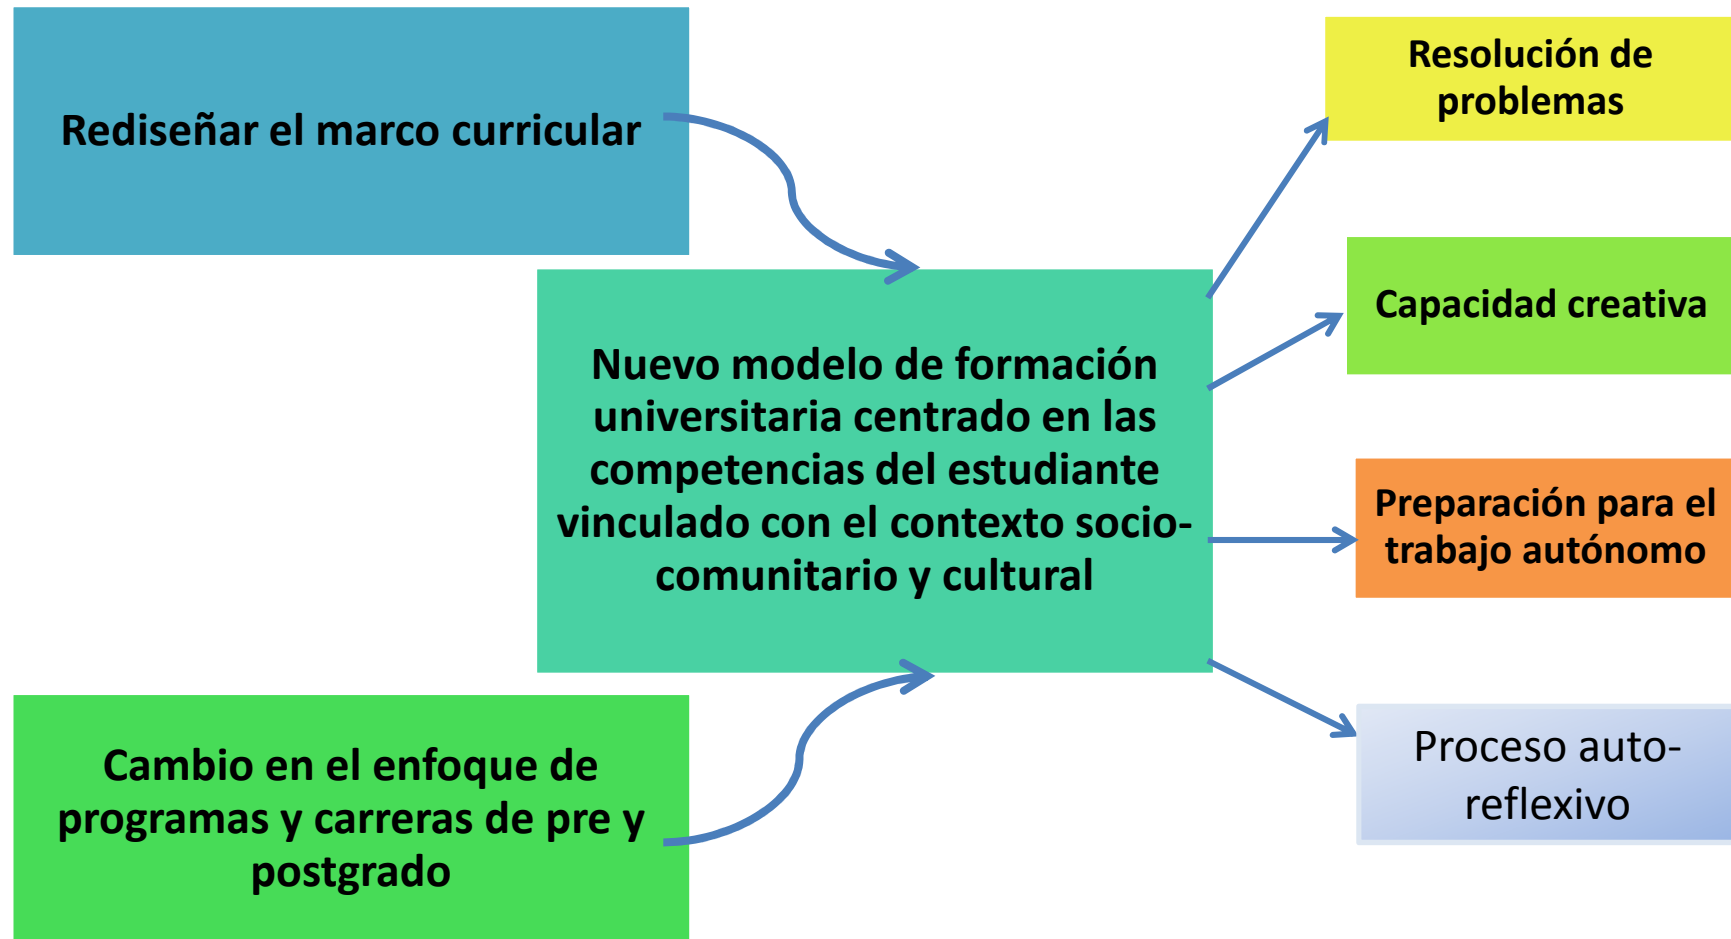 Rediseñar el marco curricular
Nuevo modelo de formación
universitaria centrado en las
competencias del estudiante
vinculado con el contexto socio-
comunitario y cultural
Cambio en el enfoque de
programas y carreras de pre y
postgrado
Resolución de
problemas
Capacidad creativa
Preparación para el
trabajo autónomo
Proceso auto-
reflexivo